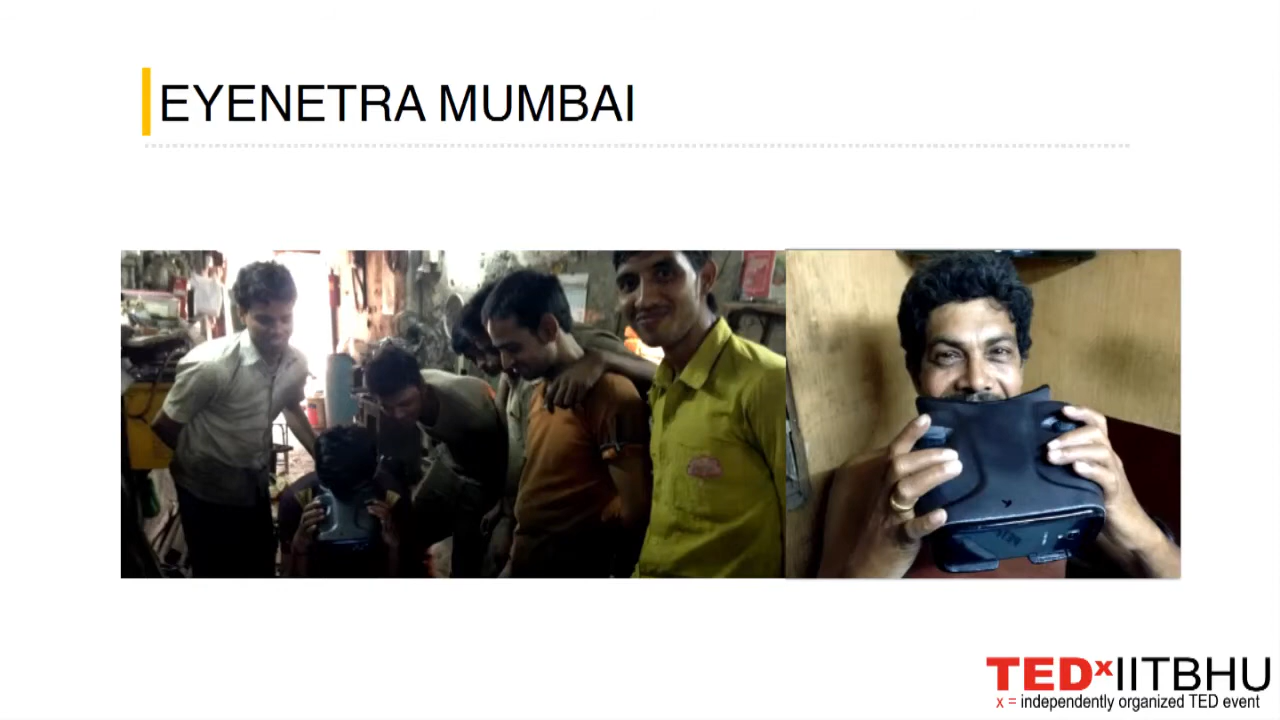 EYENETRA MUMBAI
TEDxIITBHU
x = independently organized TED event